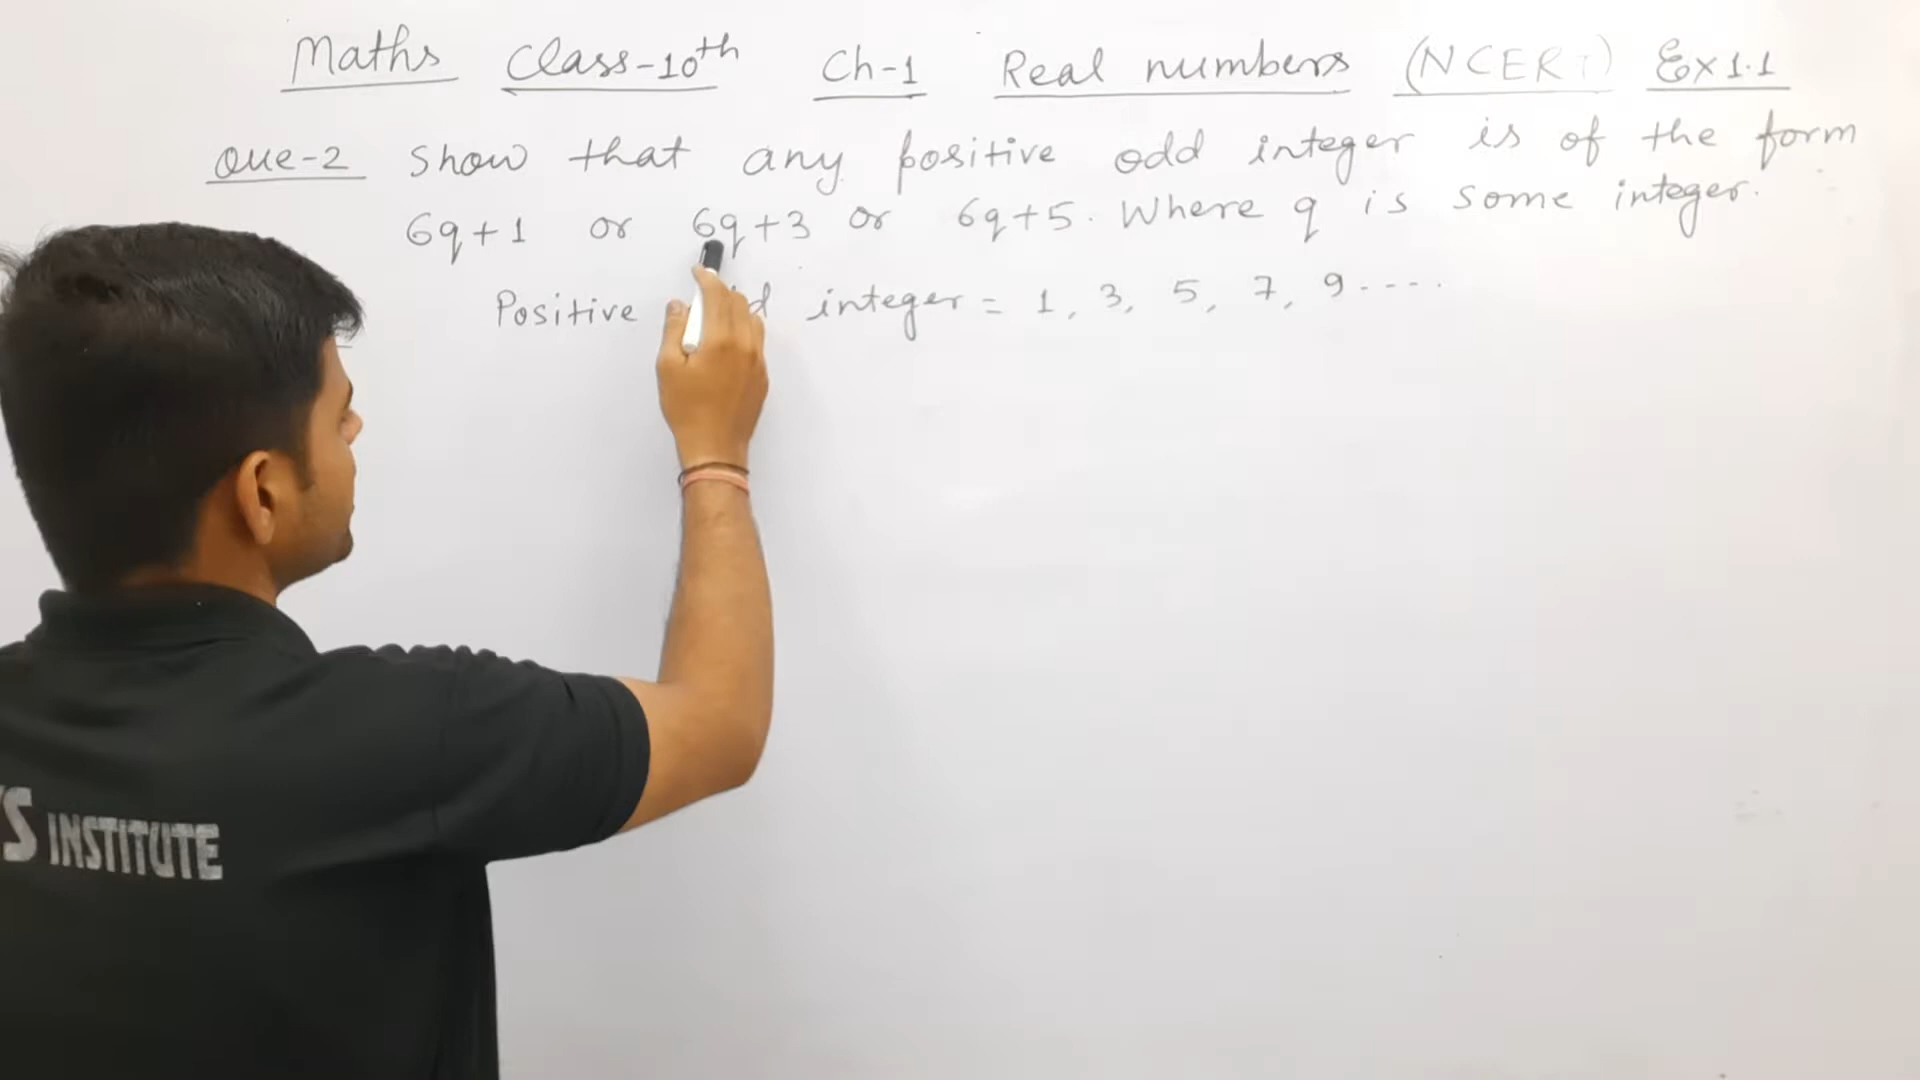 Maths Class-10th Ch-1 Real numbers (NCERT) Ex 1.1
Que-2 Show that any positive odd integer is of the form
6q+1 or 6q+3 or 6q+5. Where q is some integer.
Positive integer = 1, 3, 5, 7, 9....
INSTITUTE